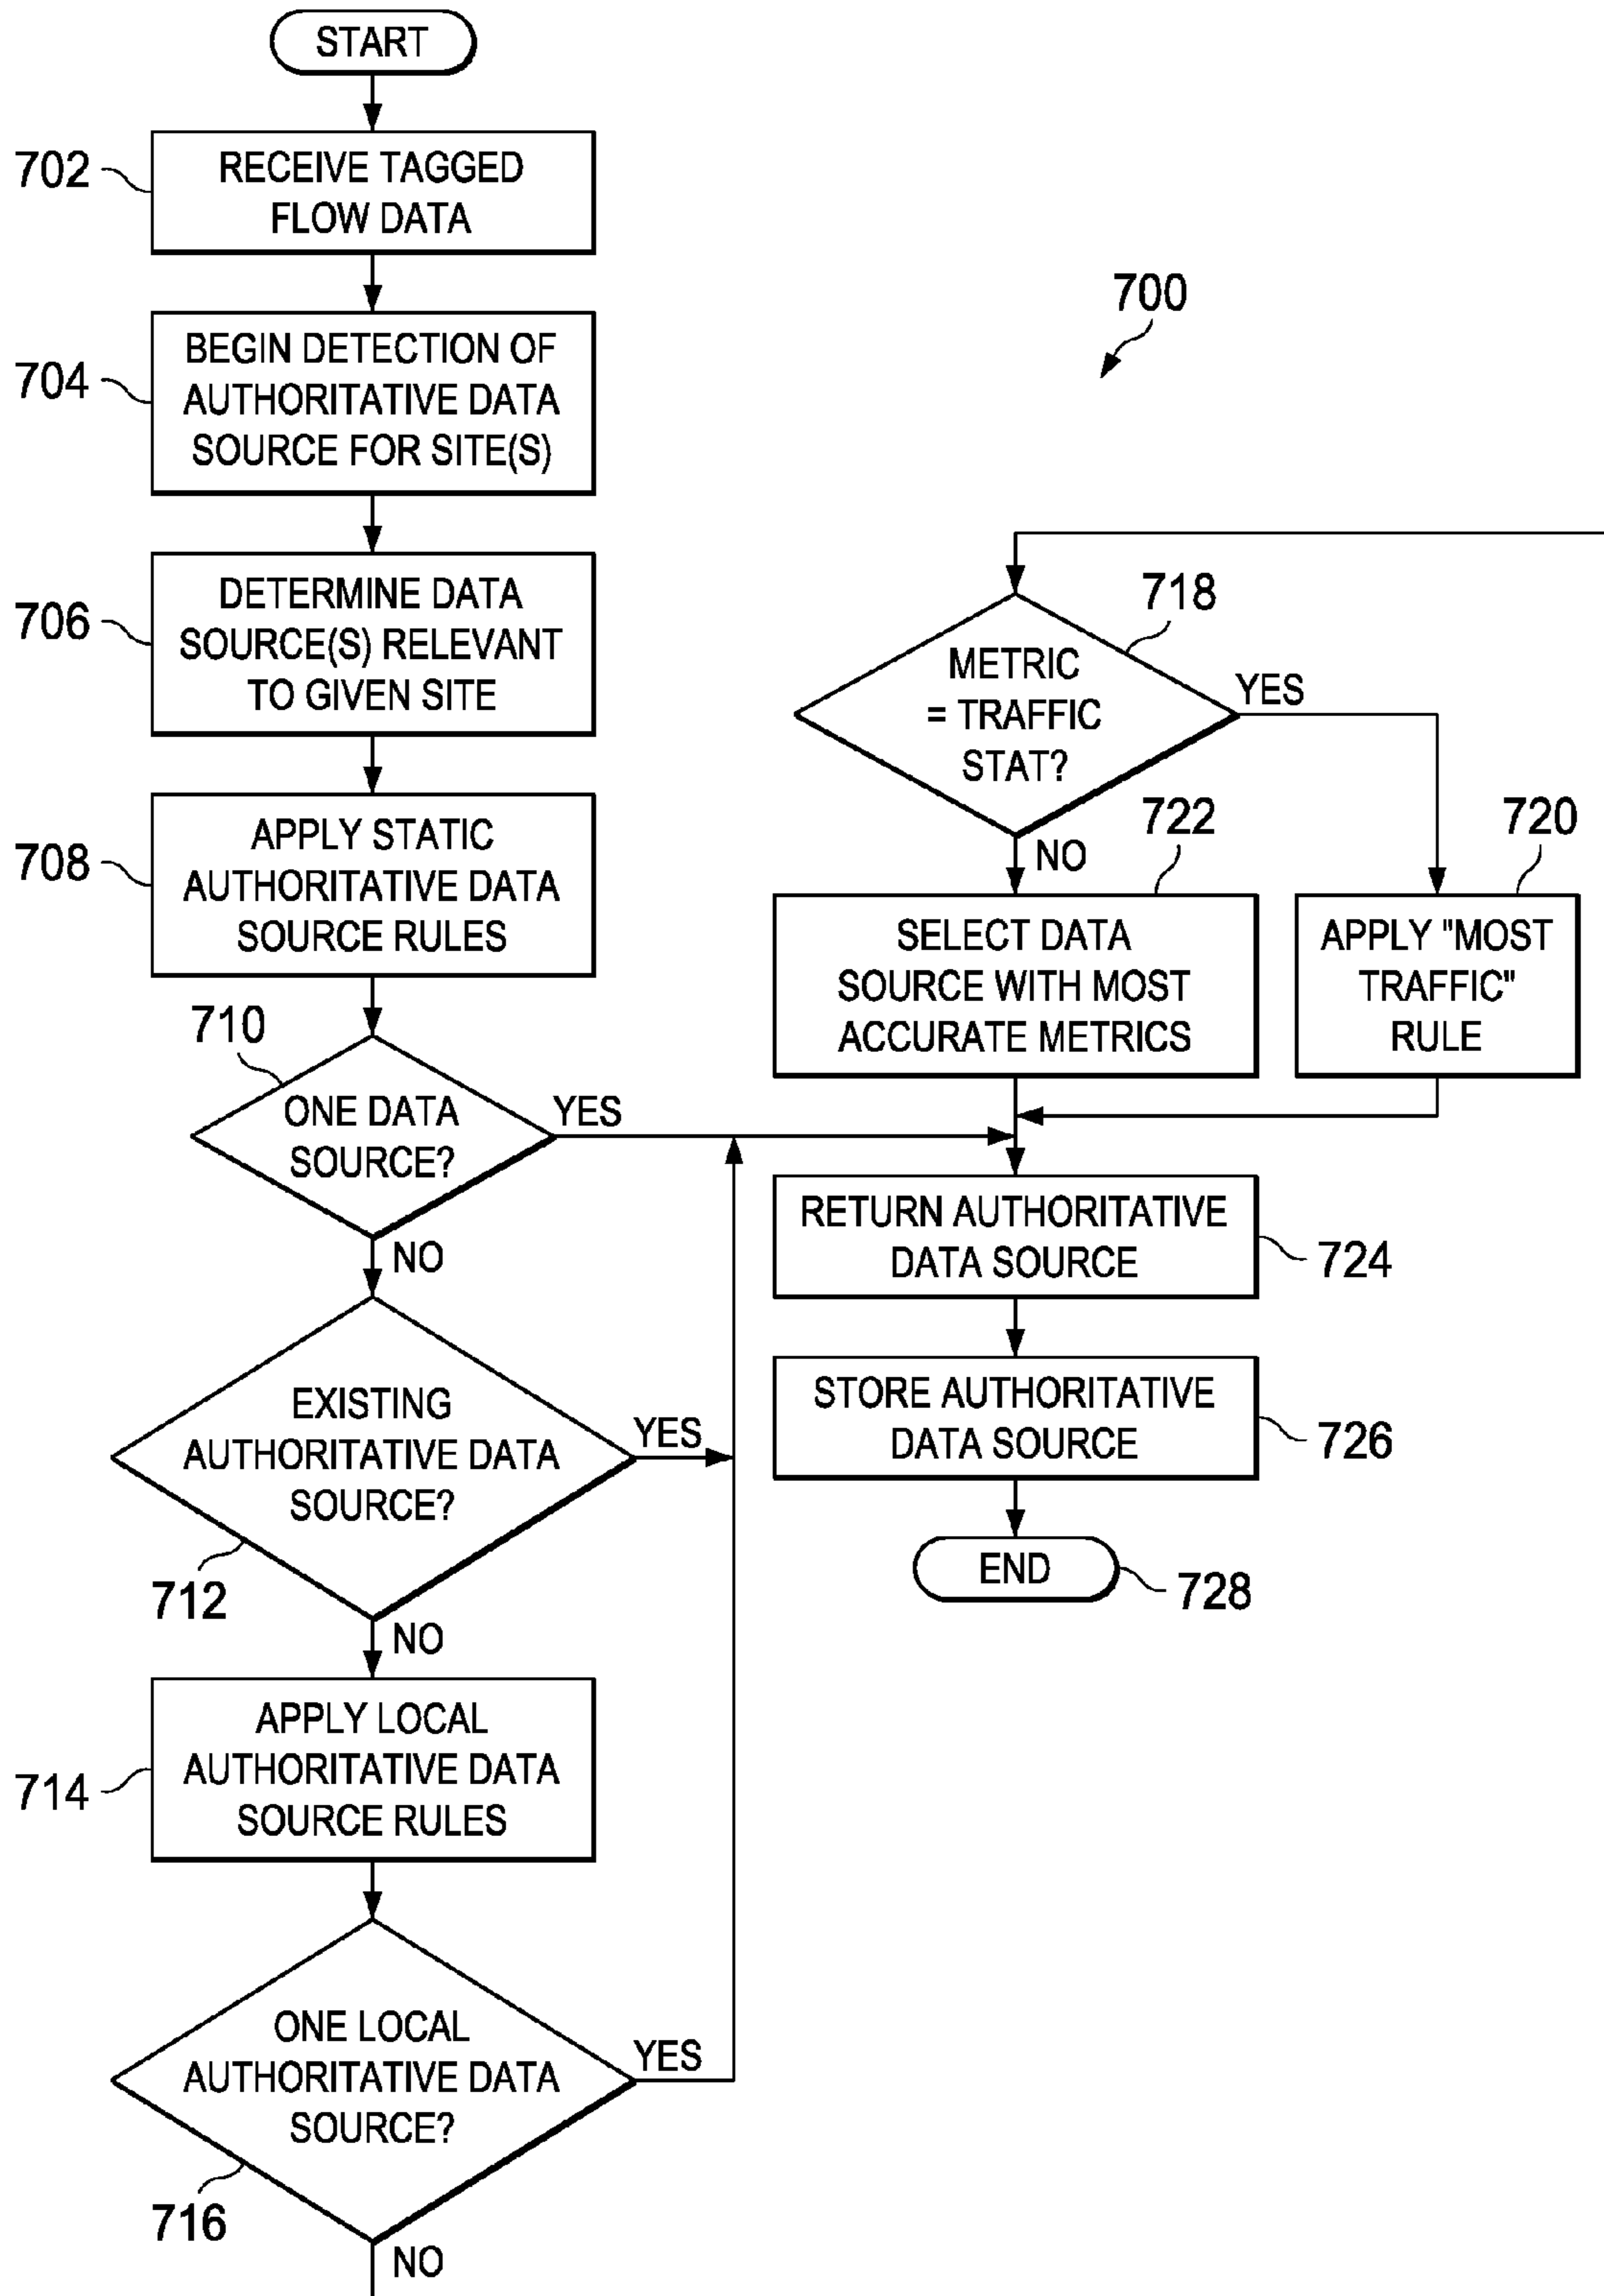 START
702
RECEIVE TAGGED
FLOW DATA
704
BEGIN DETECTION OF
AUTHORITATIVE DATA
SOURCE FOR SITE(S)
706
DETERMINE DATA
SOURCE(S) RELEVANT
TO GIVEN SITE
708
APPLY STATIC
AUTHORITATIVE DATA
SOURCE RULES
710
ONE DATA
SOURCE?
YES
NO
EXISTING
AUTHORITATIVE DATA
SOURCE?
YES
712
NO
714
APPLY LOCAL
AUTHORITATIVE DATA
SOURCE RULES
ONE LOCAL
AUTHORITATIVE DATA
SOURCE?
YES
716
NO
700
718
METRIC
= TRAFFIC
STAT?
YES
NO
722
SELECT DATA
SOURCE WITH MOST
ACCURATE METRICS
720
APPLY "MOST
TRAFFIC"
RULE
RETURN AUTHORITATIVE
DATA SOURCE
724
STORE AUTHORITATIVE
DATA SOURCE
726
END
728